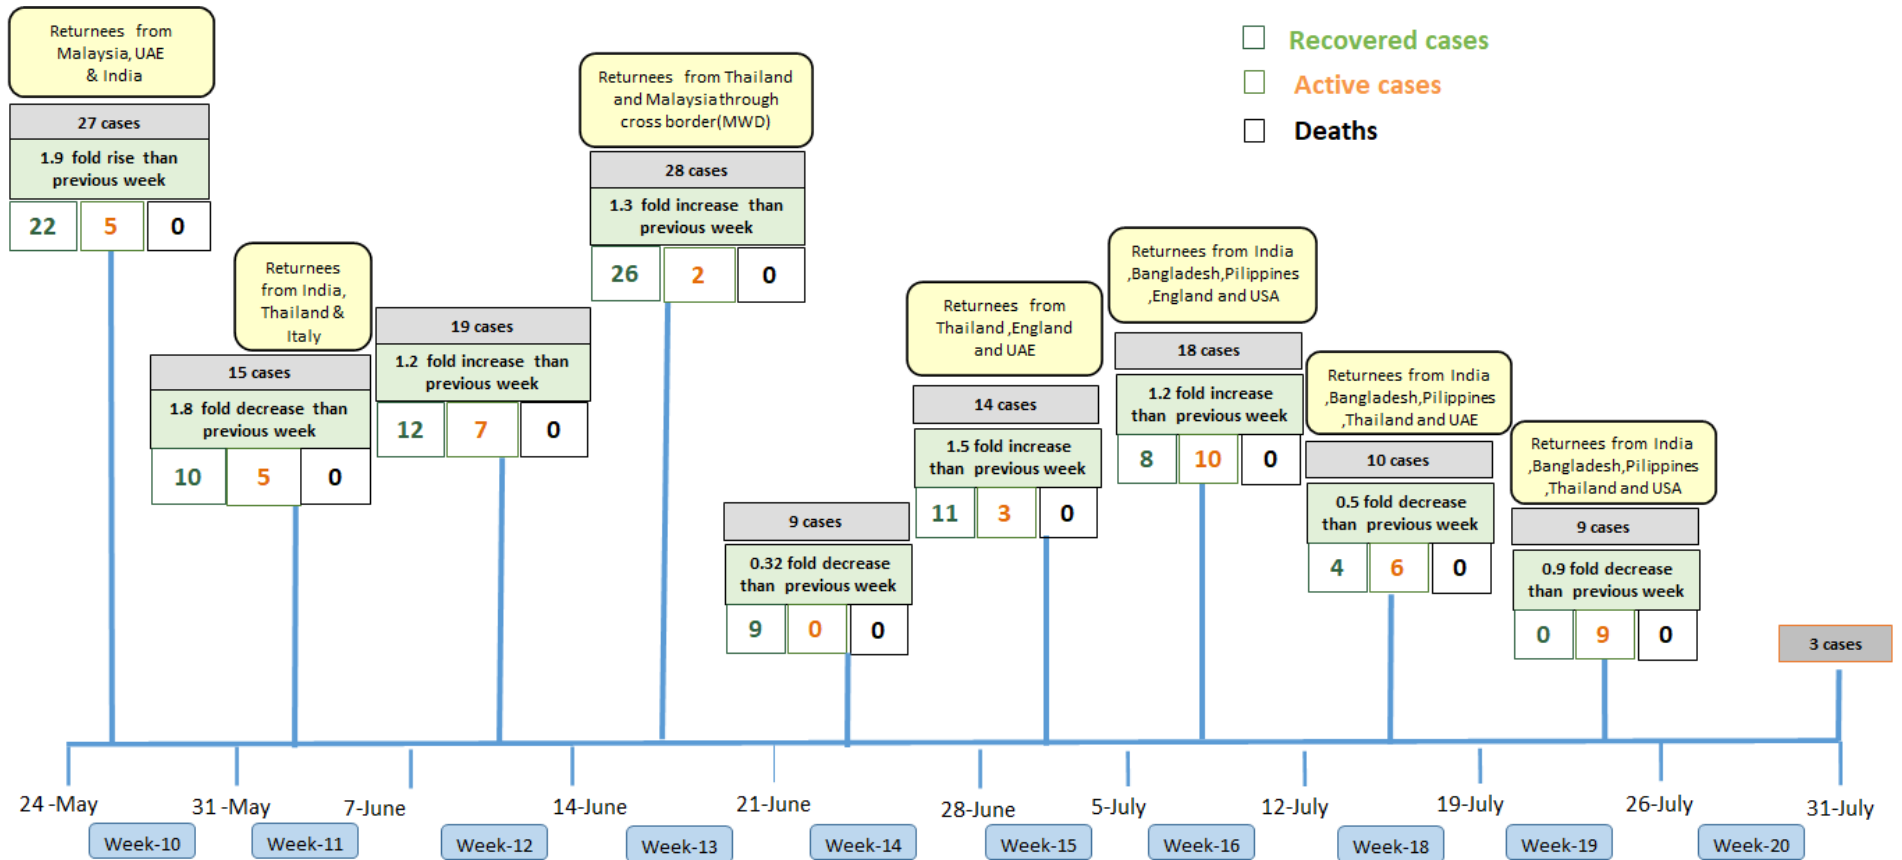 Returnees from
Malaysia, UAE
& India
27 cases
1.9 fold rise than
previous week
22 5 0
Returnees
from India,
Thailand &
Italy
15 cases
1.8 fold decrease than
previous week
10 5 0
19 cases
1.2 fold increase than
previous week
12 7 0
Returnees from Thailand
and Malaysiathrough
cross border(MWD)
28 cases
1.3 fold increase than
previous week
26 2 0
9 cases
0.32 fold decrease
than previous week
9 0 0
Returnees from
Thailand ,England
and UAE
14 cases
1.5 fold increase
than previous week
11 3 0
Returnees from India
,Bangladesh,Pilippines
,England and USA
18 cases
1.2 fold increase
than previous week
8 10 0
Returnees from India
,Bangladesh,Pilippines
,Thailand and UAE
10 cases
0.5 fold decrease
than previous week
4 6 0
Returnees from India
,Bangladesh,Pilippines
,Thailand and USA
9 cases
0.9 fold decrease
than previous week
0 9 0
3 cases
Recovered cases
Active cases
Deaths
24 -May 31 -May 7-June 14-June 21-June 28-June 5-July 12-July 19-July 26-July 31-July
Week-10 Week-11 Week-12 Week-13 Week-14 Week-15 Week-16 Week-18 Week-19 Week-20